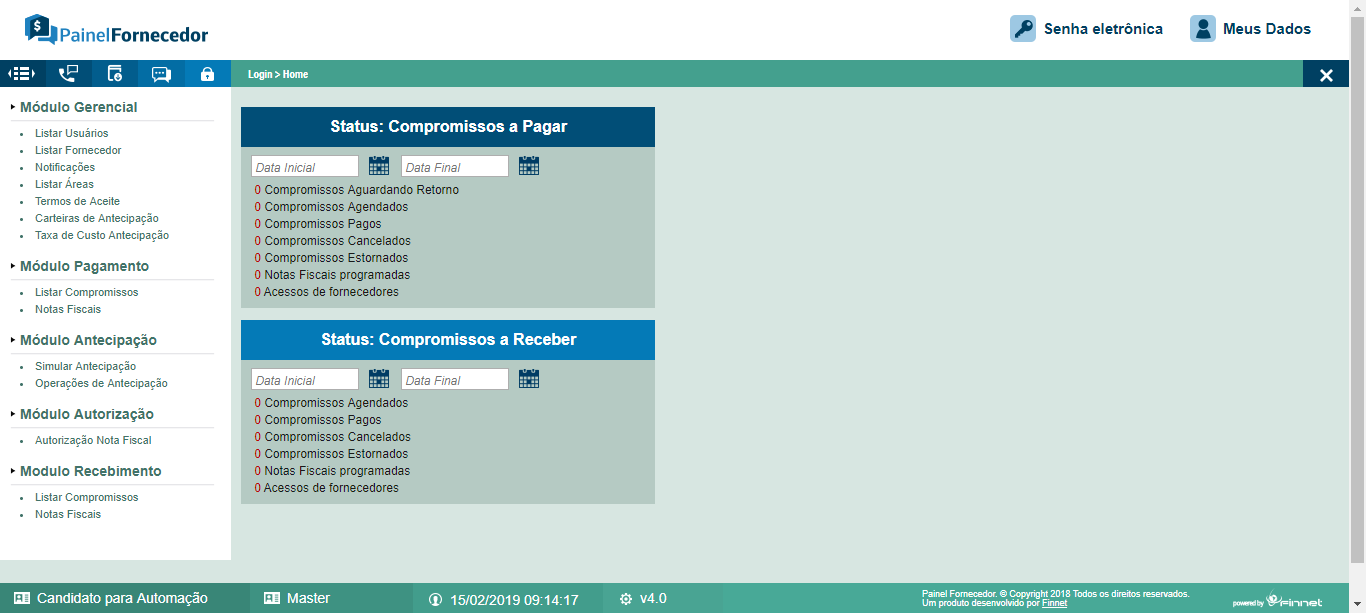 PainelFornecedor
Senha eletrônica
Meus Dados
Login > Home
Módulo Gerencial
Listar Usuários
Listar Fornecedor
Notificações
Listar Áreas
Termos de Aceite
Carteiras de Antecipação
Taxa de Custo Antecipação
Módulo Pagamento
Listar Compromissos
Notas Fiscais
Módulo Antecipação
Simular Antecipação
Operações de Antecipação
Módulo Autorização
Autorização Nota Fiscal
Modulo Recebimento
Listar Compromissos
Notas Fiscais
Status: Compromissos a Pagar
Data Inicial
Data Final
0 Compromissos Aguardando Retorno
0 Compromissos Agendados
0 Compromissos Pagos
0 Compromissos Cancelados
0 Compromissos Estornados
0 Notas Fiscais programadas
0 Acessos de fornecedores
Status: Compromissos a Receber
Data Inicial
Data Final
0 Compromissos Agendados
0 Compromissos Pagos
0 Compromissos Cancelados
0 Compromissos Estornados
0 Notas Fiscais programadas
0 Acessos de fornecedores
Candidato para Automação
Master
15/02/2019 09:14:17
v4.0
Painel Fornecedor. © Copyright 2018 Todos os direitos reservados.
Um produto desenvolvido por Finnet
powered by Finnet